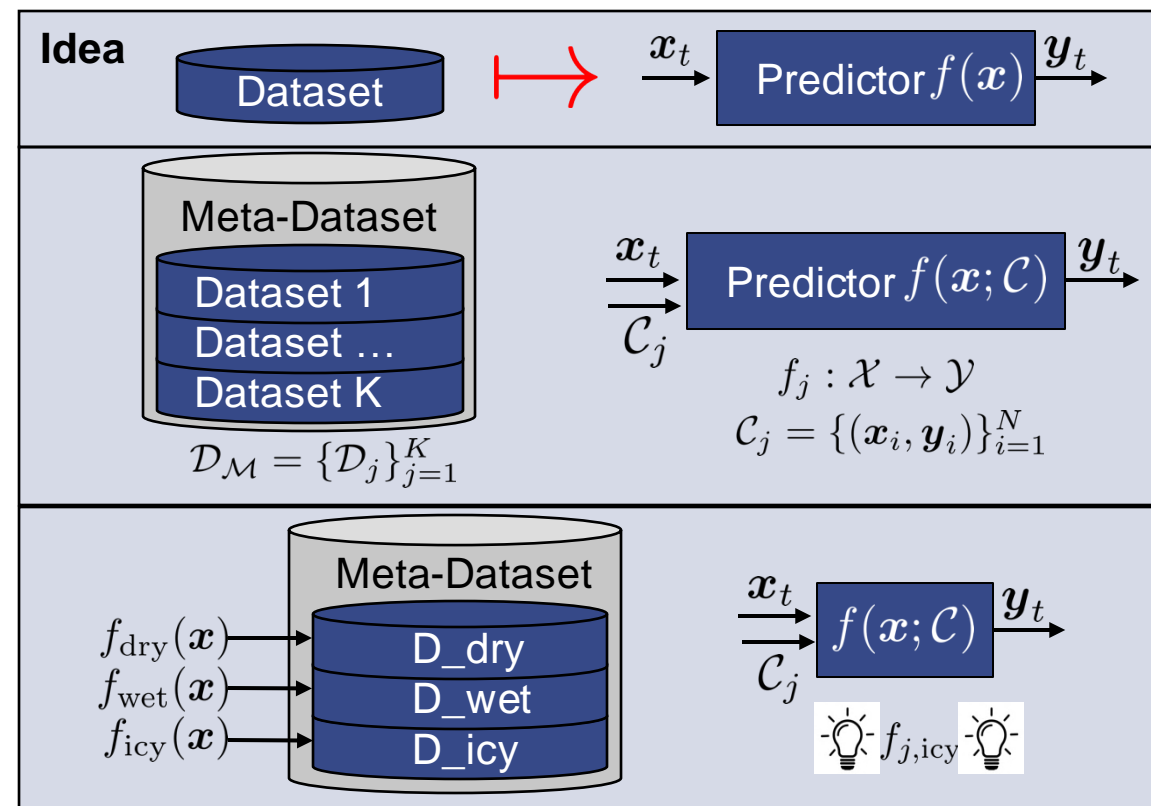 Idea
Dataset
↦
𝒙_t
Predictor f(𝒙)
𝒚_t
Meta-Dataset
Dataset 1
Dataset ...
Dataset K
𝒟_ℳ = {𝒟_j}_{j=1}^K
𝒙_t
𝒞_j
Predictor f(𝒙; 𝒞)
𝒚_t
f_j : 𝒳 → 𝒴
𝒞_j = {(𝒙_i, 𝒚_i)}_{i=1}^N
Meta-Dataset
f_dry(𝒙)
D_dry
f_wet(𝒙)
D_wet
f_icy(𝒙)
D_icy
𝒙_t
𝒞_j
f(𝒙; 𝒞)
𝒚_t
f_{j,icy}